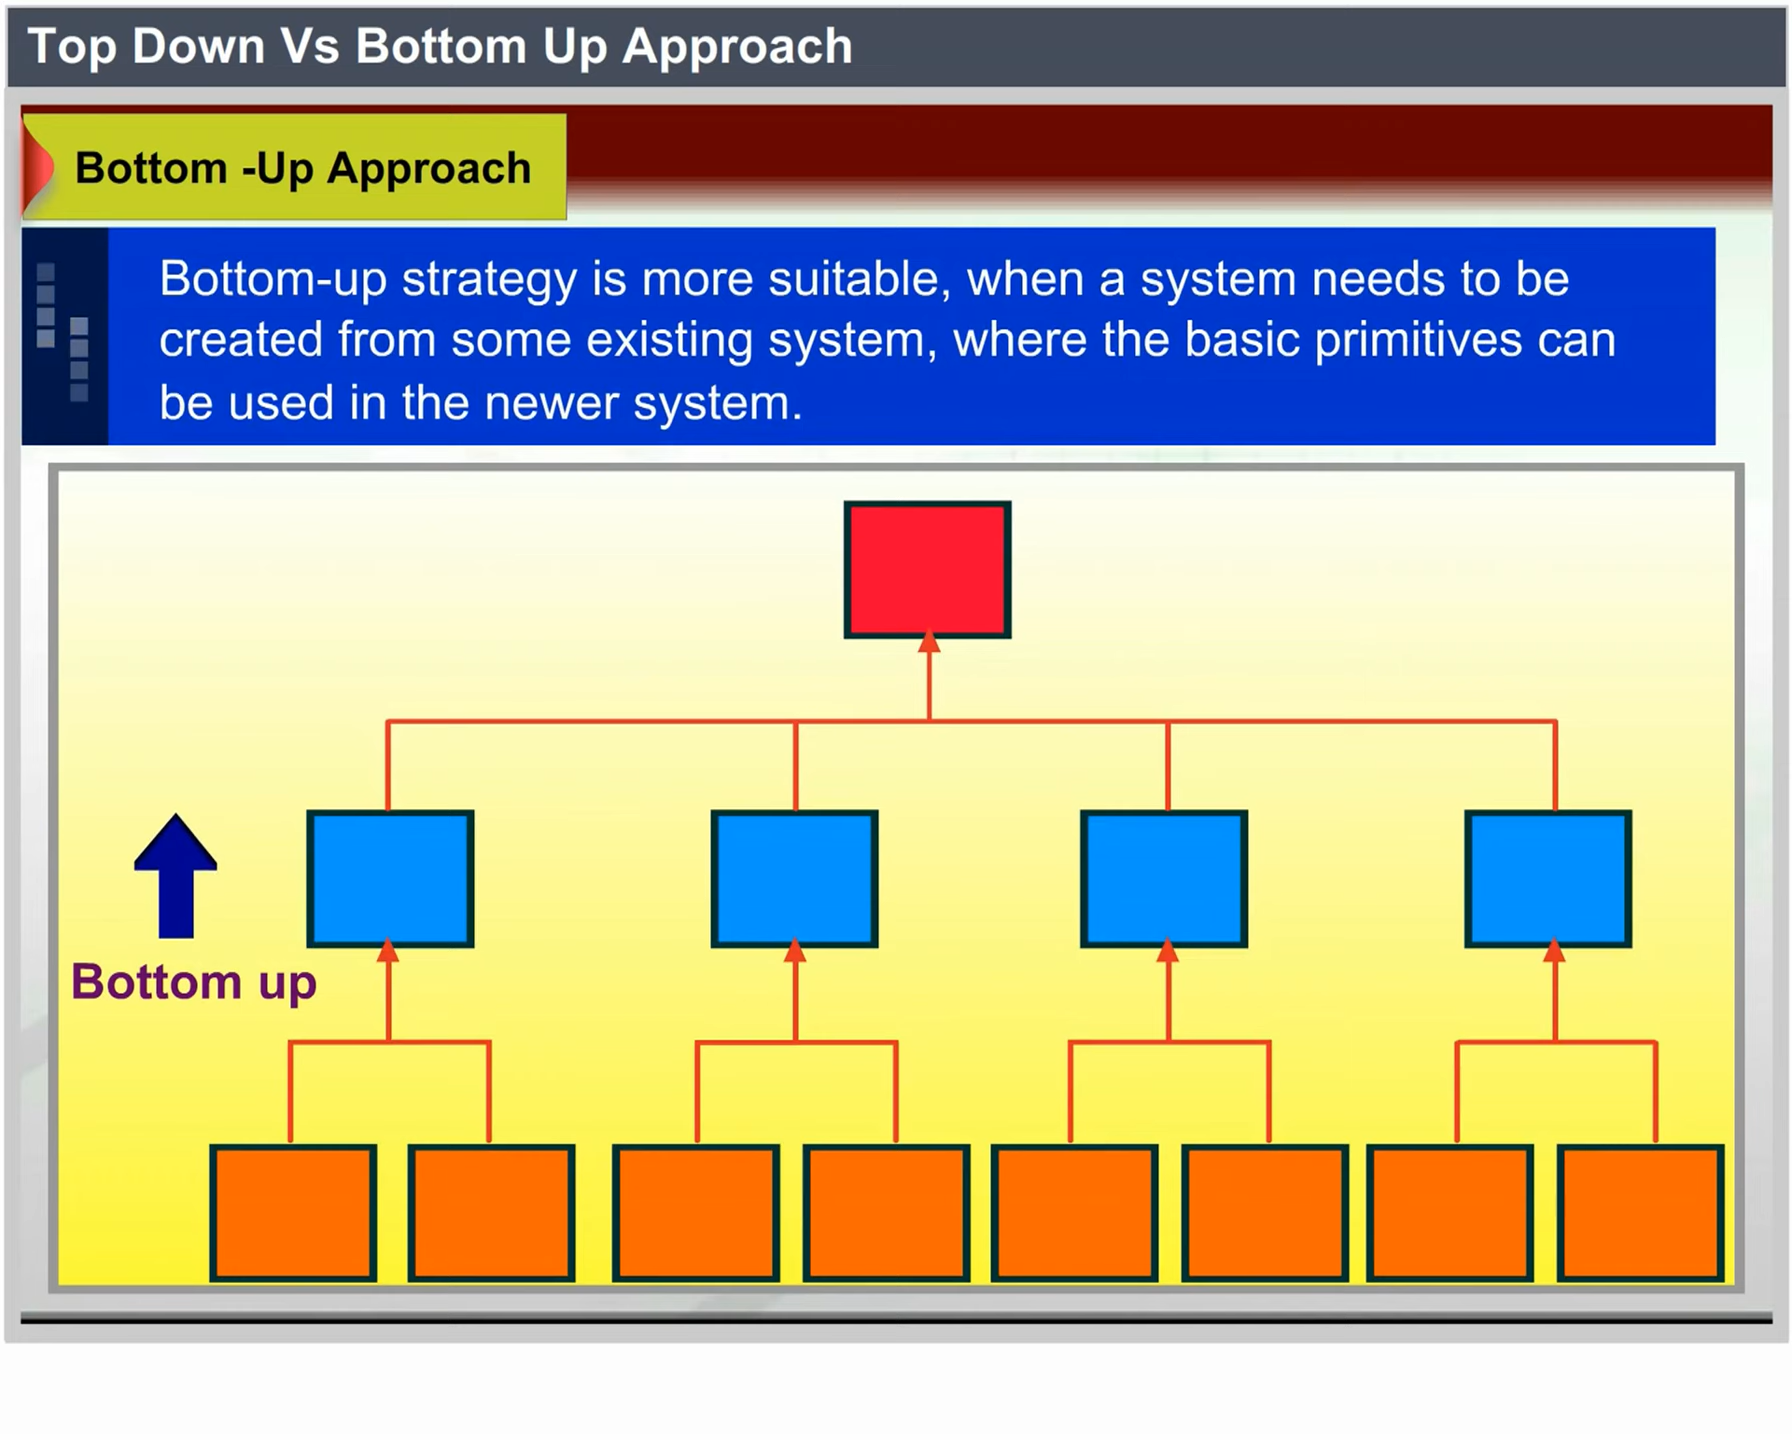 Top Down Vs Bottom Up Approach
Bottom -Up Approach
Bottom-up strategy is more suitable, when a system needs to be
created from some existing system, where the basic primitives can
be used in the newer system.
Bottom up